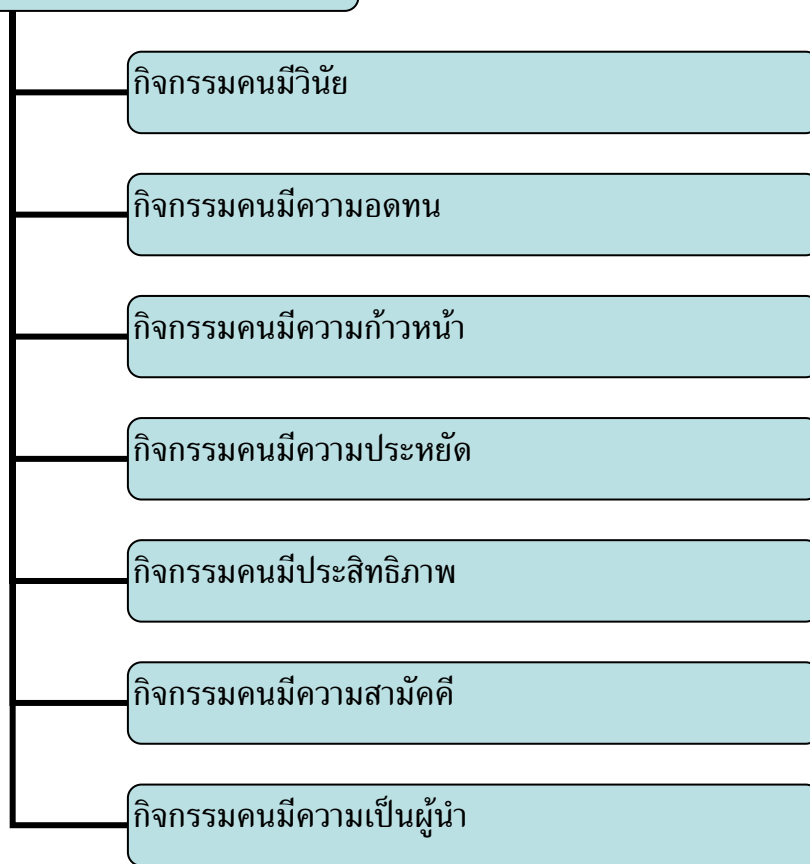 กิจกรรมคนมีวินัย
กิจกรรมคนมีความอดทน
กิจกรรมคนมีความก้าวหน้า
กิจกรรมคนมีความประหยัด
กิจกรรมคนมีประสิทธิภาพ
กิจกรรมคนมีความสามัคคี
กิจกรรมคนมีความเป็นผู้นำ